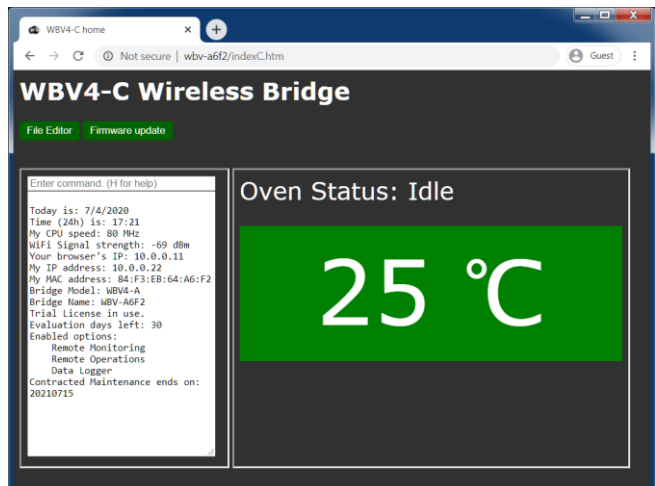 WBV4-C home
Not secure | wbv-a6f2/indexC.htm
Guest
WBV4-C Wireless Bridge
File Editor
Firmware update
Enter command. (H for help)
Today is: 7/4/2020
Time (24h) is: 17:21
My CPU speed: 80 MHz
WiFi Signal strength: -69 dBm
Your browser's IP: 10.0.0.11
My IP address: 10.0.0.22
My MAC address: 84:F3:EB:64:A6:F2
Bridge Model: WBV4-A
Bridge Name: WBV-A6F2
Trial License in use.
Evaluation days left: 30
Enabled options:
Remote Monitoring
Remote Operations
Data Logger
Contracted Maintenance ends on:
20210715
Oven Status: Idle
25 °C